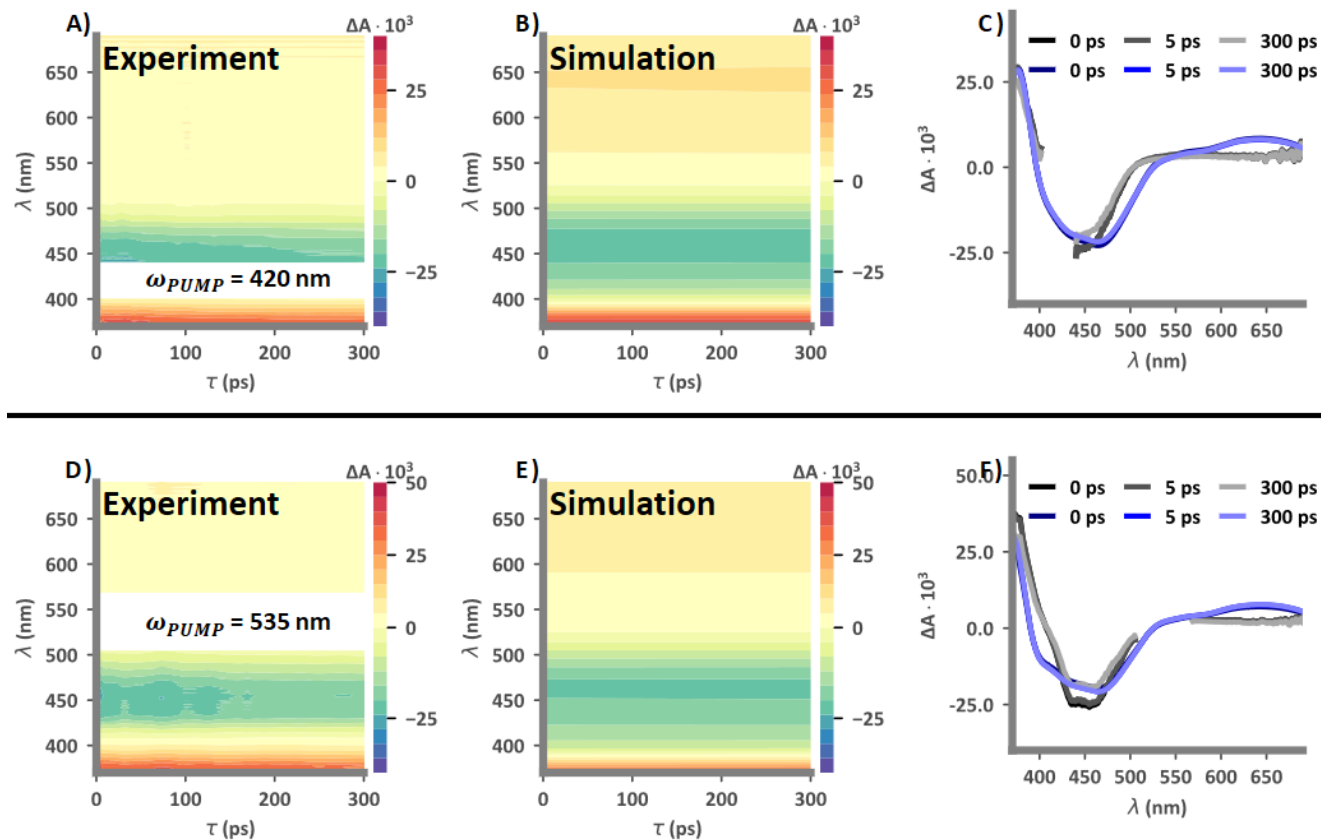 A)
ΔA · 10³
Experiment
650
600
550
500
450
400
λ (nm)
25
0
−25
ω_PUMP = 420 nm
0
100
200
300
τ (ps)
B)
ΔA · 10³
Simulation
650
600
550
500
450
400
λ (nm)
25
0
−25
0
100
200
300
τ (ps)
C)
0 ps 5 ps 300 ps
0 ps 5 ps 300 ps
25.0
0.0
-25.0
ΔA · 10³
400 450 500 550 600 650
λ (nm)
D)
ΔA · 10³
Experiment
650
600
550
500
450
400
λ (nm)
50
25
0
−25
ω_PUMP = 535 nm
0
100
200
300
τ (ps)
E)
ΔA · 10³
Simulation
650
600
550
500
450
400
λ (nm)
50
25
0
−25
0
100
200
300
τ (ps)
F)
50.0
0 ps 5 ps 300 ps
0 ps 5 ps 300 ps
25.0
0.0
-25.0
ΔA · 10³
400 450 500 550 600 650
λ (nm)